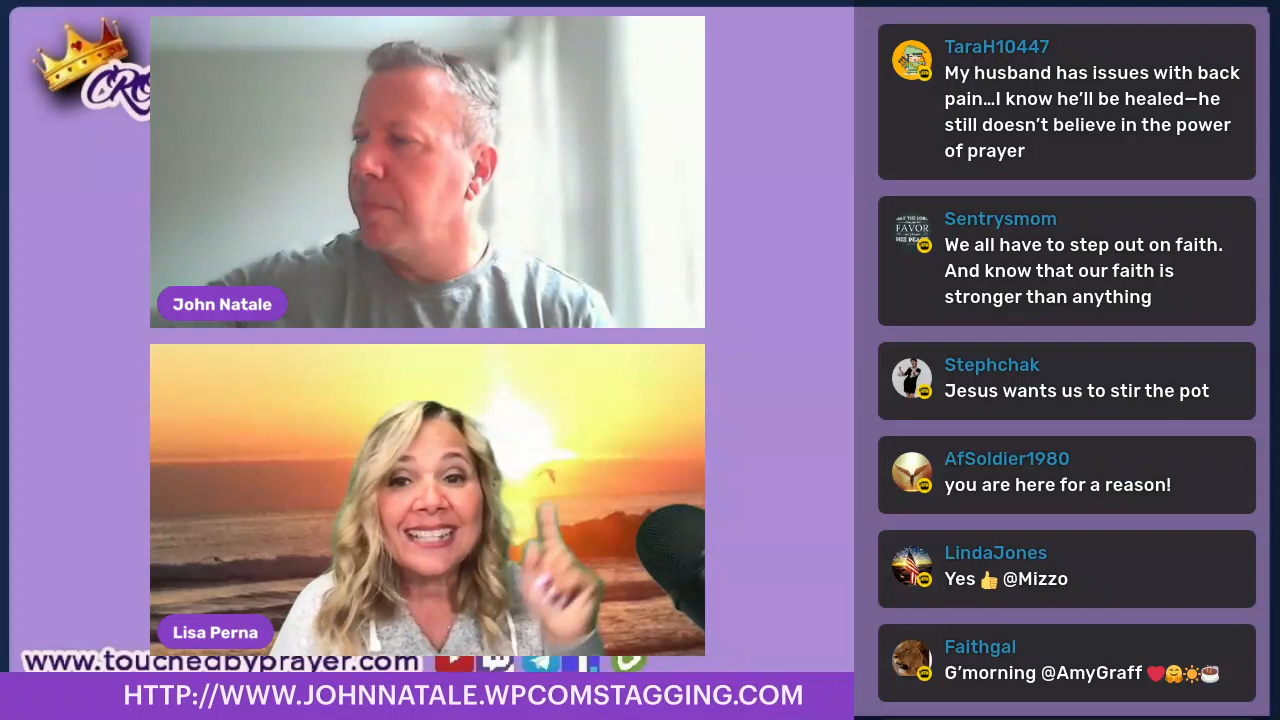 CRO
John Natale
Lisa Perna
www.touchedbyprayer.com
HTTP://WWW.JOHNNATALE.WPCOMSTAGGING.COM
TaraH10447
My husband has issues with back
pain…I know he’ll be healed—he
still doesn’t believe in the power
of prayer
Sentrysmom
FAVOR
We all have to step out on faith.
And know that our faith is
stronger than anything
Stephchak
Jesus wants us to stir the pot
AfSoldier1980
you are here for a reason!
LindaJones
Yes 👍 @Mizzo
Faithgal
G’morning @AmyGraff ❤️🤗☀️☕